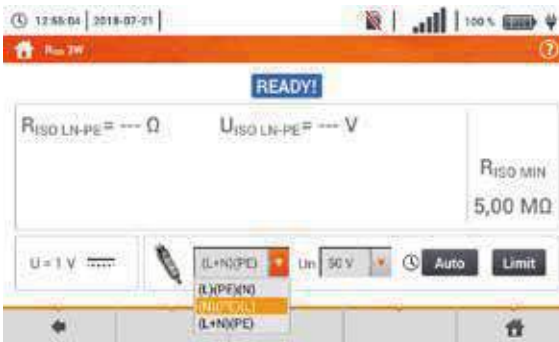 12:55:04 | 2018-07-21 | 100 %
RISO 2W
READY!
RISO LN-PE= --- Ω UISO LN-PE= --- V
RISO MIN
5,00 MΩ
U = 1 V (L+N)(PE) Un 50 V Auto Limit
(L)(PE)(N)
(N)(PE)(L)
(L+N)(PE)